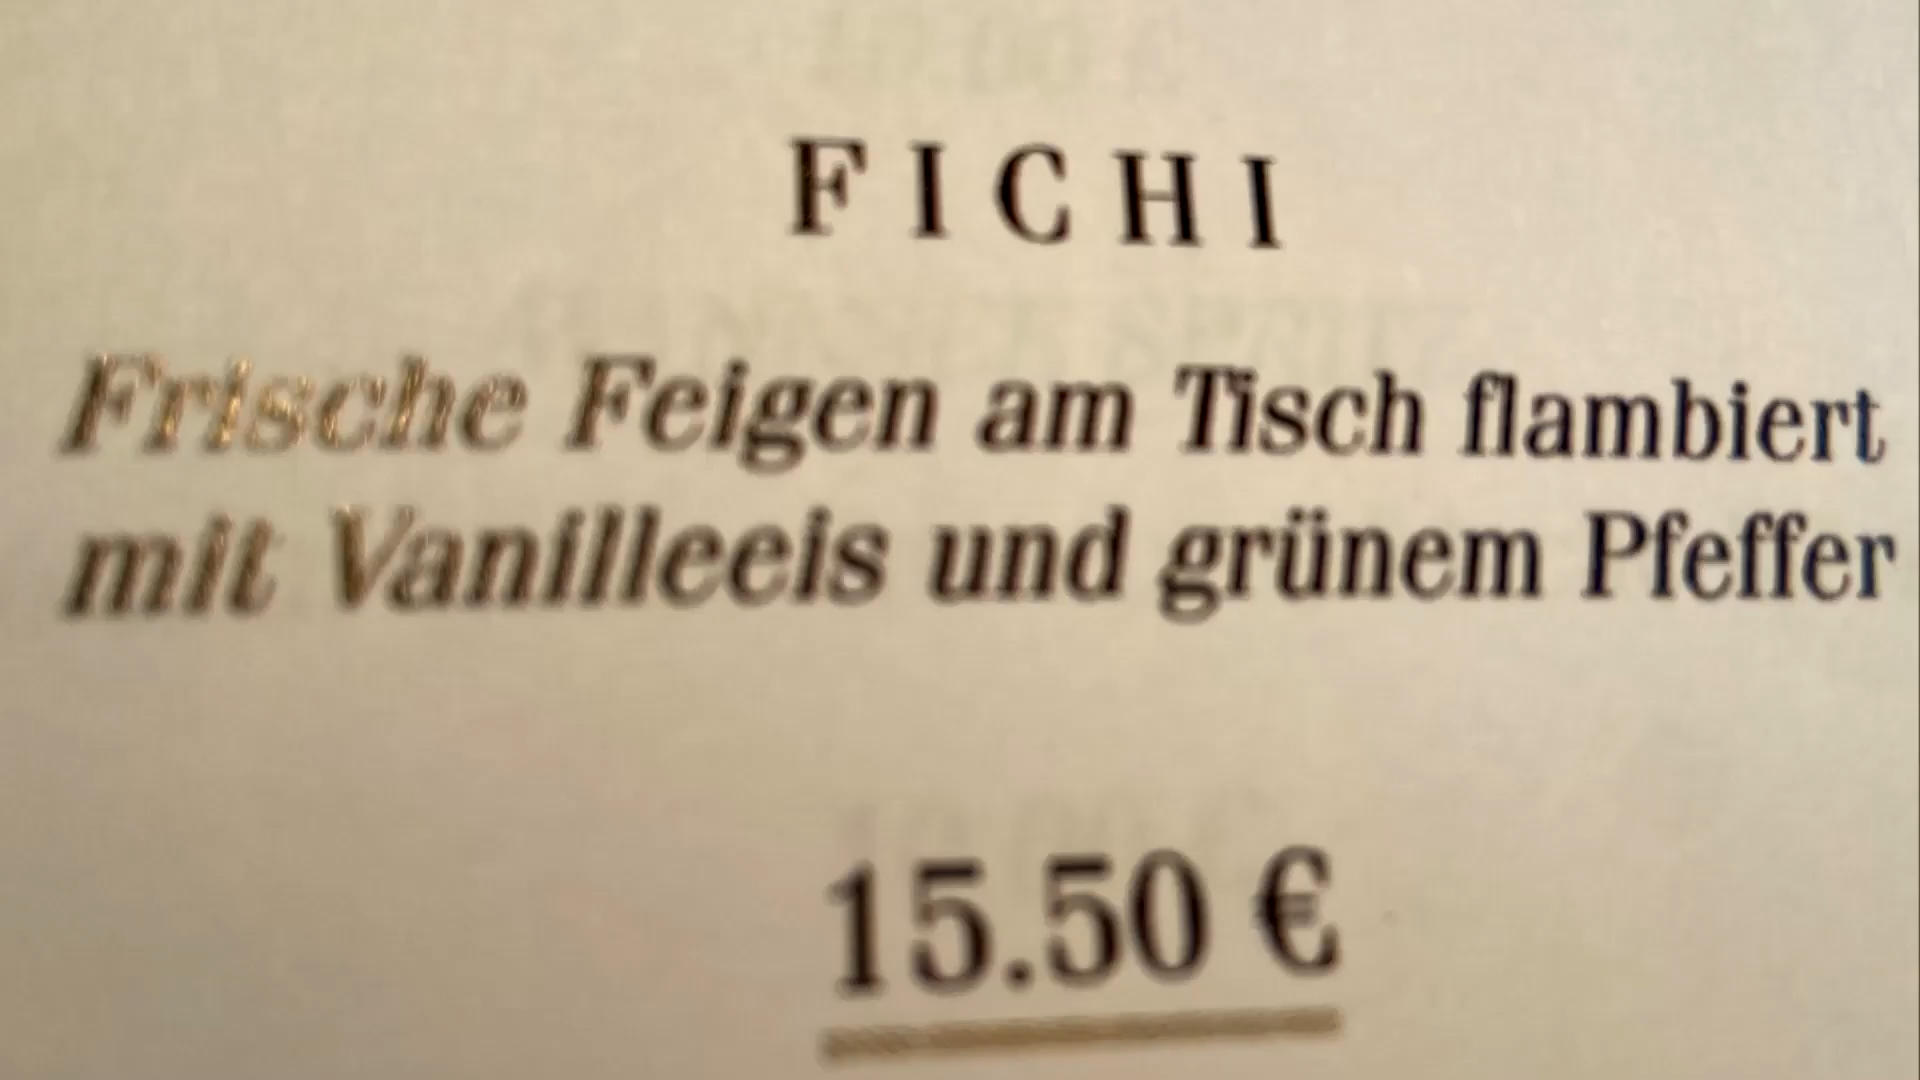 FICHI
Frische Feigen am Tisch flambiert
mit Vanilleeis und grünem Pfeffer
15.50 €